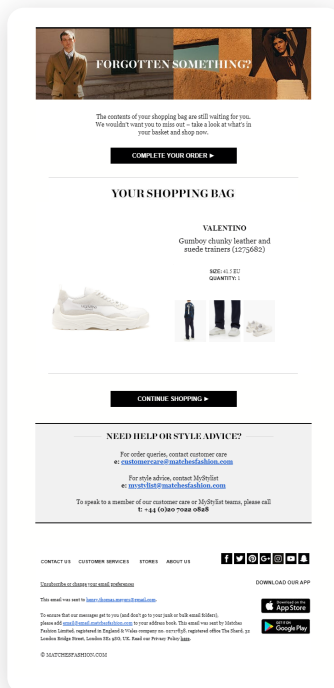 FORGOTTEN SOMETHING?
The contents of your shopping bag are still waiting for you.
We wouldn't want you to miss out – take a look at what's in
your basket and shop now.
COMPLETE YOUR ORDER ►
YOUR SHOPPING BAG
VALENTINO
Gumboy chunky leather and
suede trainers (1275682)
SIZE: 41.5 EU
QUANTITY: 1
CONTINUE SHOPPING ►
NEED HELP OR STYLE ADVICE?
For order queries, contact customer care
e: customercare@matchesfashion.com
For style advice, contact MyStylist
e: mystylist@matchesfashion.com
To speak to a member of our customer care or MyStylist teams, please call
t: +44 (0)20 7022 0828
CONTACT US CUSTOMER SERVICES STORES ABOUT US
Unsubscribe or change your email preferences
DOWNLOAD OUR APP
This email was sent to
Download on the
App Store
To ensure that our messages get to you (and don't go to your junk or bulk email folders),
please add email@email.matchesfashion.com to your address book. This email was sent by Matches
Fashion Limited, registered in England & Wales company no. registered office The Shard, 32
London Bridge Street, London SE1 9SG, UK. Read our Privacy Policy here.
GET IT ON
Google Play
© MATCHESFASHION.COM